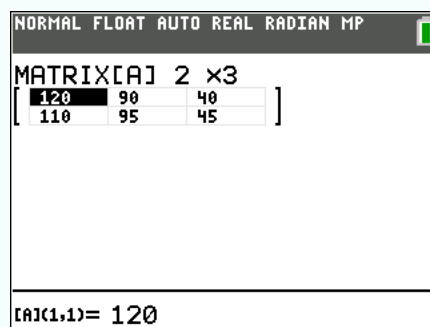 NORMAL FLOAT AUTO REAL RADIAN MP
MATRIX[A] 2 ×3
[ 120 90 40 ]
110 95 45
[A](1,1)= 120